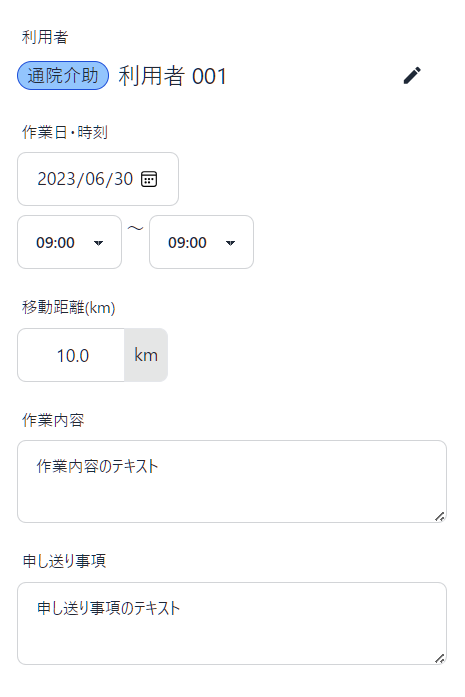 利用者
通院介助 利用者 001
作業日・時刻
2023/06/30
09:00 ～ 09:00
移動距離(km)
10.0 km
作業内容
作業内容のテキスト
申し送り事項
申し送り事項のテキスト